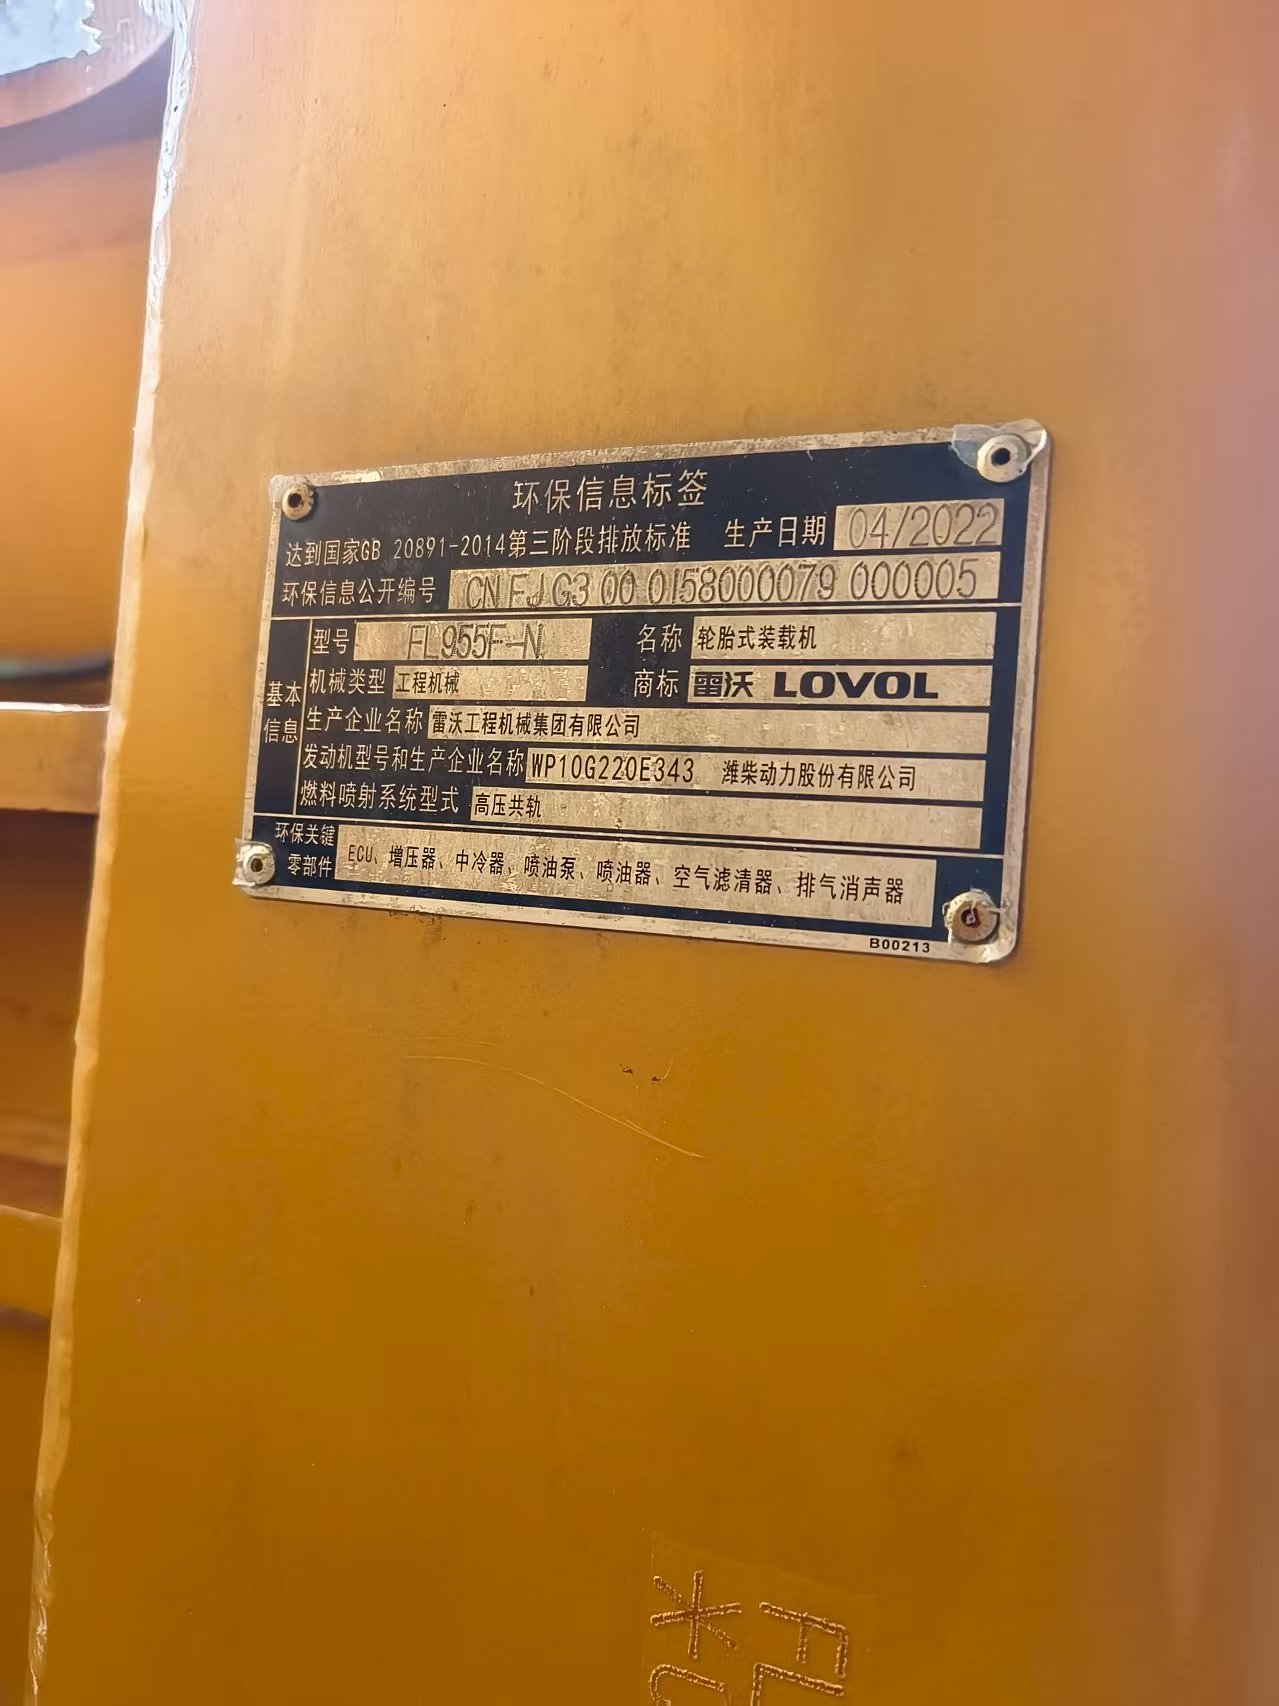 环保信息标签
达到国家GB 20891-2014第三阶段排放标准 生产日期 04/2022
环保信息公开编号 CN FJ G3 00 0158000079 000005
基本信息
型号 FL955F-N 名称 轮胎式装载机
机械类型 工程机械 商标 雷沃 LOVOL
生产企业名称 雷沃工程机械集团有限公司
发动机型号和生产企业名称 WP10G220E343 潍柴动力股份有限公司
燃料喷射系统型式 高压共轨
环保关键零部件 ECU、增压器、中冷器、喷油泵、喷油器、空气滤清器、排气消声器
B00213